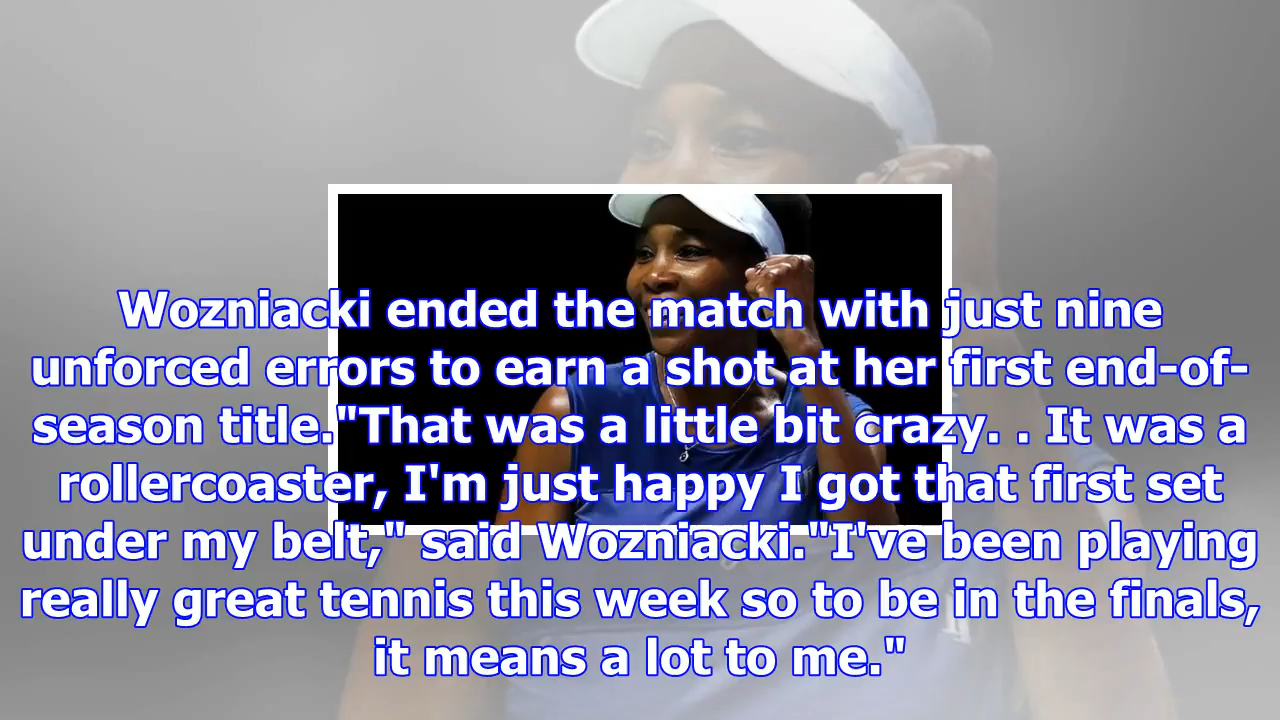 Wozniacki ended the match with just nine
unforced errors to earn a shot at her first end-of-
season title."That was a little bit crazy. . It was a
rollercoaster, I'm just happy I got that first set
under my belt," said Wozniacki."I've been playing
really great tennis this week so to be in the finals,
it means a lot to me."